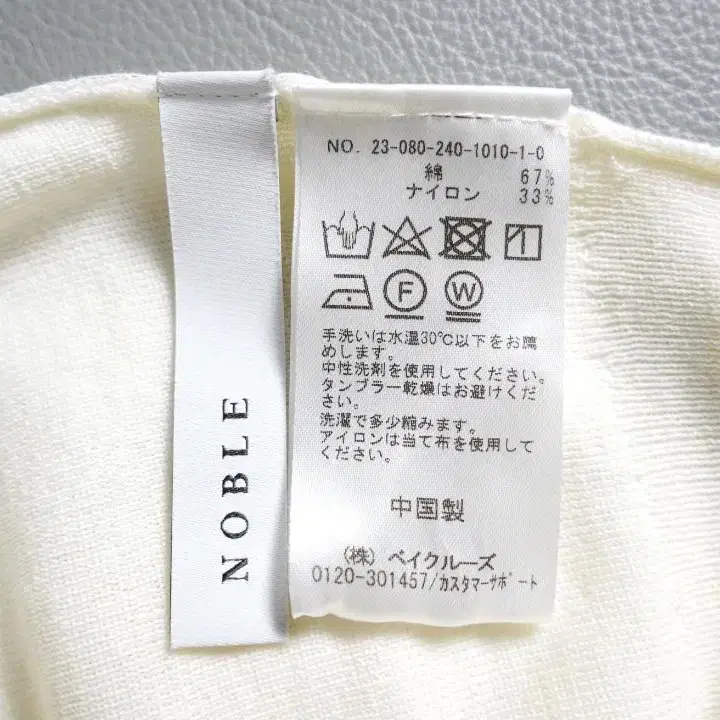 NOBLE
NO. 23-080-240-1010-1-0
綿 67%
ナイロン 33%
F W
手洗いは水温30℃以下をお薦
めします。
中性洗剤を使用してください。
タンブラー乾燥はお避けくだ
さい。
洗濯で多少縮みます。
アイロンは当て布を使用して
ください。
中国製
(株) ベイクルーズ
0120-301457/カスタマーサポート